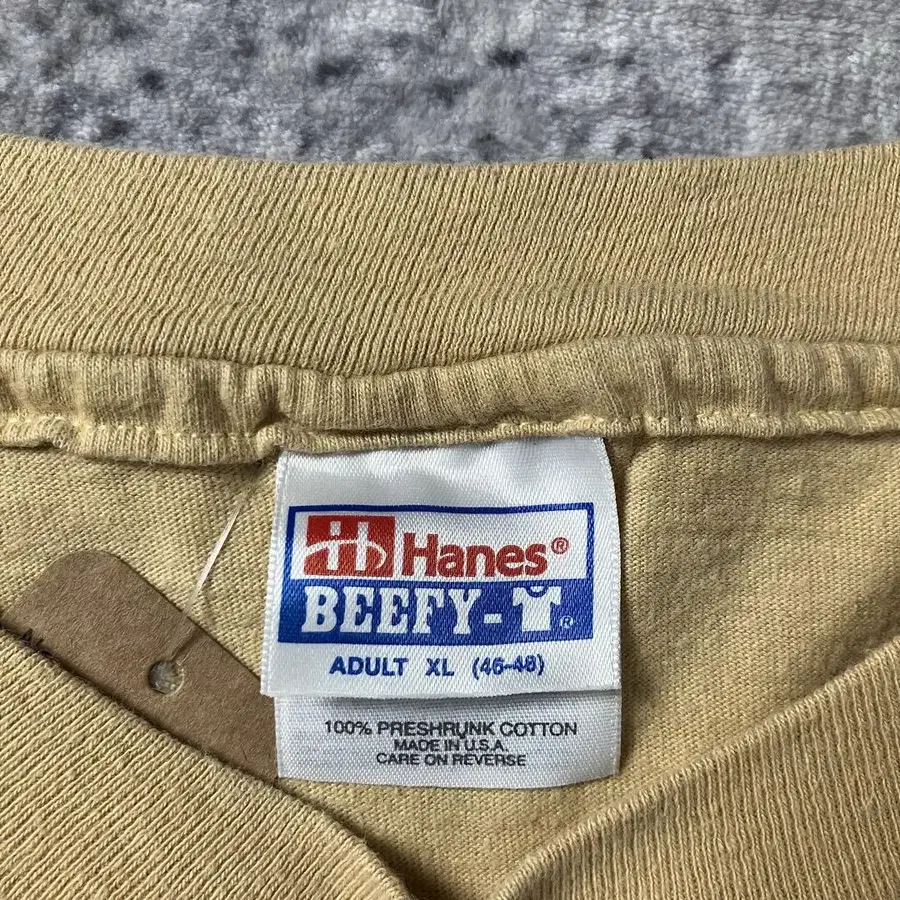 Hanes®
BEEFY-T®
ADULT XL (46-48)
100% PRESHRUNK COTTON
MADE IN U.S.A.
CARE ON REVERSE